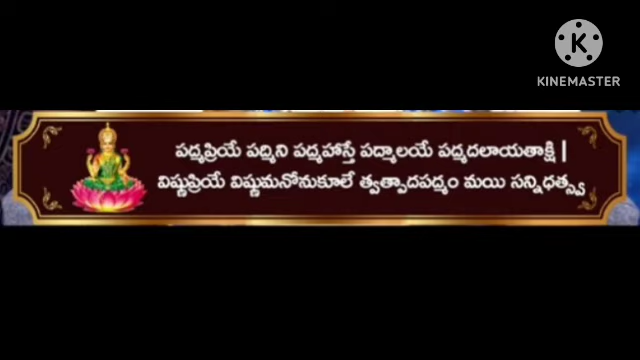 KINEMASTER
పద్మప్రియే పద్మిని పద్మహస్తే పద్మాలయే పద్మదలాయతాక్షి |
విష్ణుప్రియే విష్ణుమనోనుకూలే త్వత్పాదపద్మం మయి సన్నిధత్స్వ